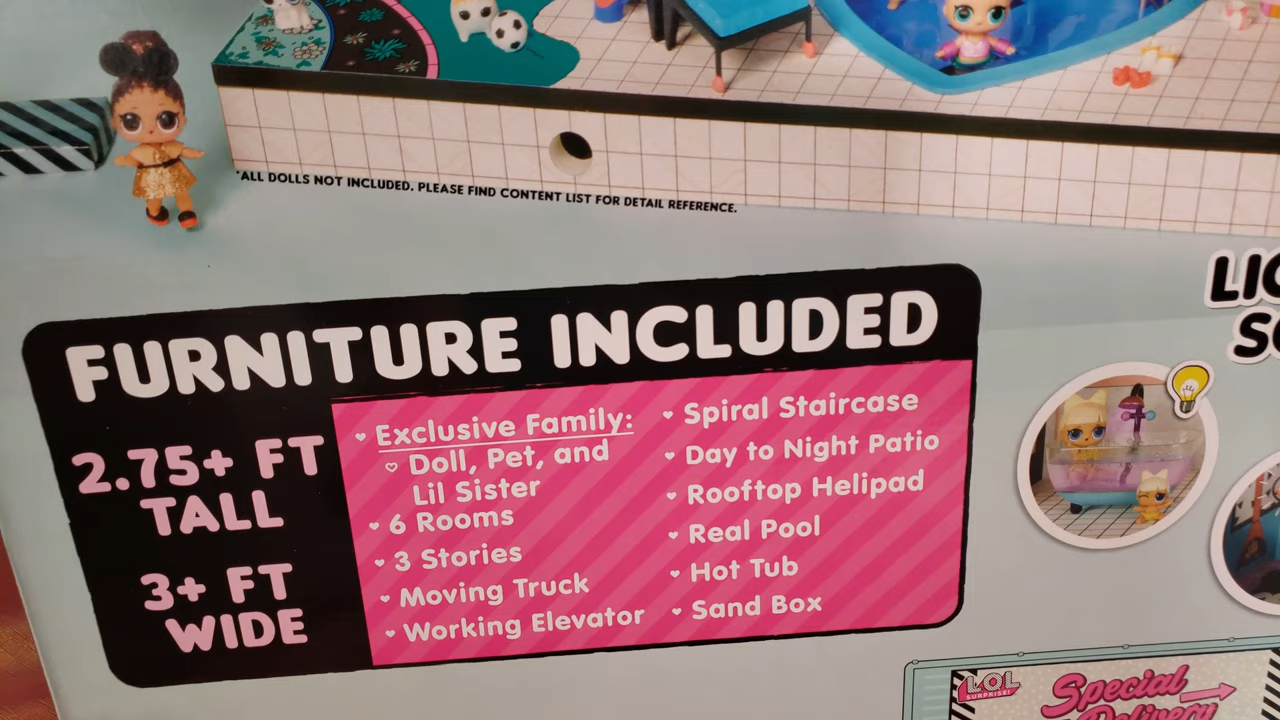 *ALL DOLLS NOT INCLUDED. PLEASE FIND CONTENT LIST FOR DETAIL REFERENCE.
FURNITURE INCLUDED
2.75+ FT
TALL
3+ FT
WIDE
Exclusive Family:
Doll, Pet, and
Lil Sister
6 Rooms
3 Stories
Moving Truck
Working Elevator
Spiral Staircase
Day to Night Patio
Rooftop Helipad
Real Pool
Hot Tub
Sand Box
L.O.L.
SURPRISE!
Special
Delivery